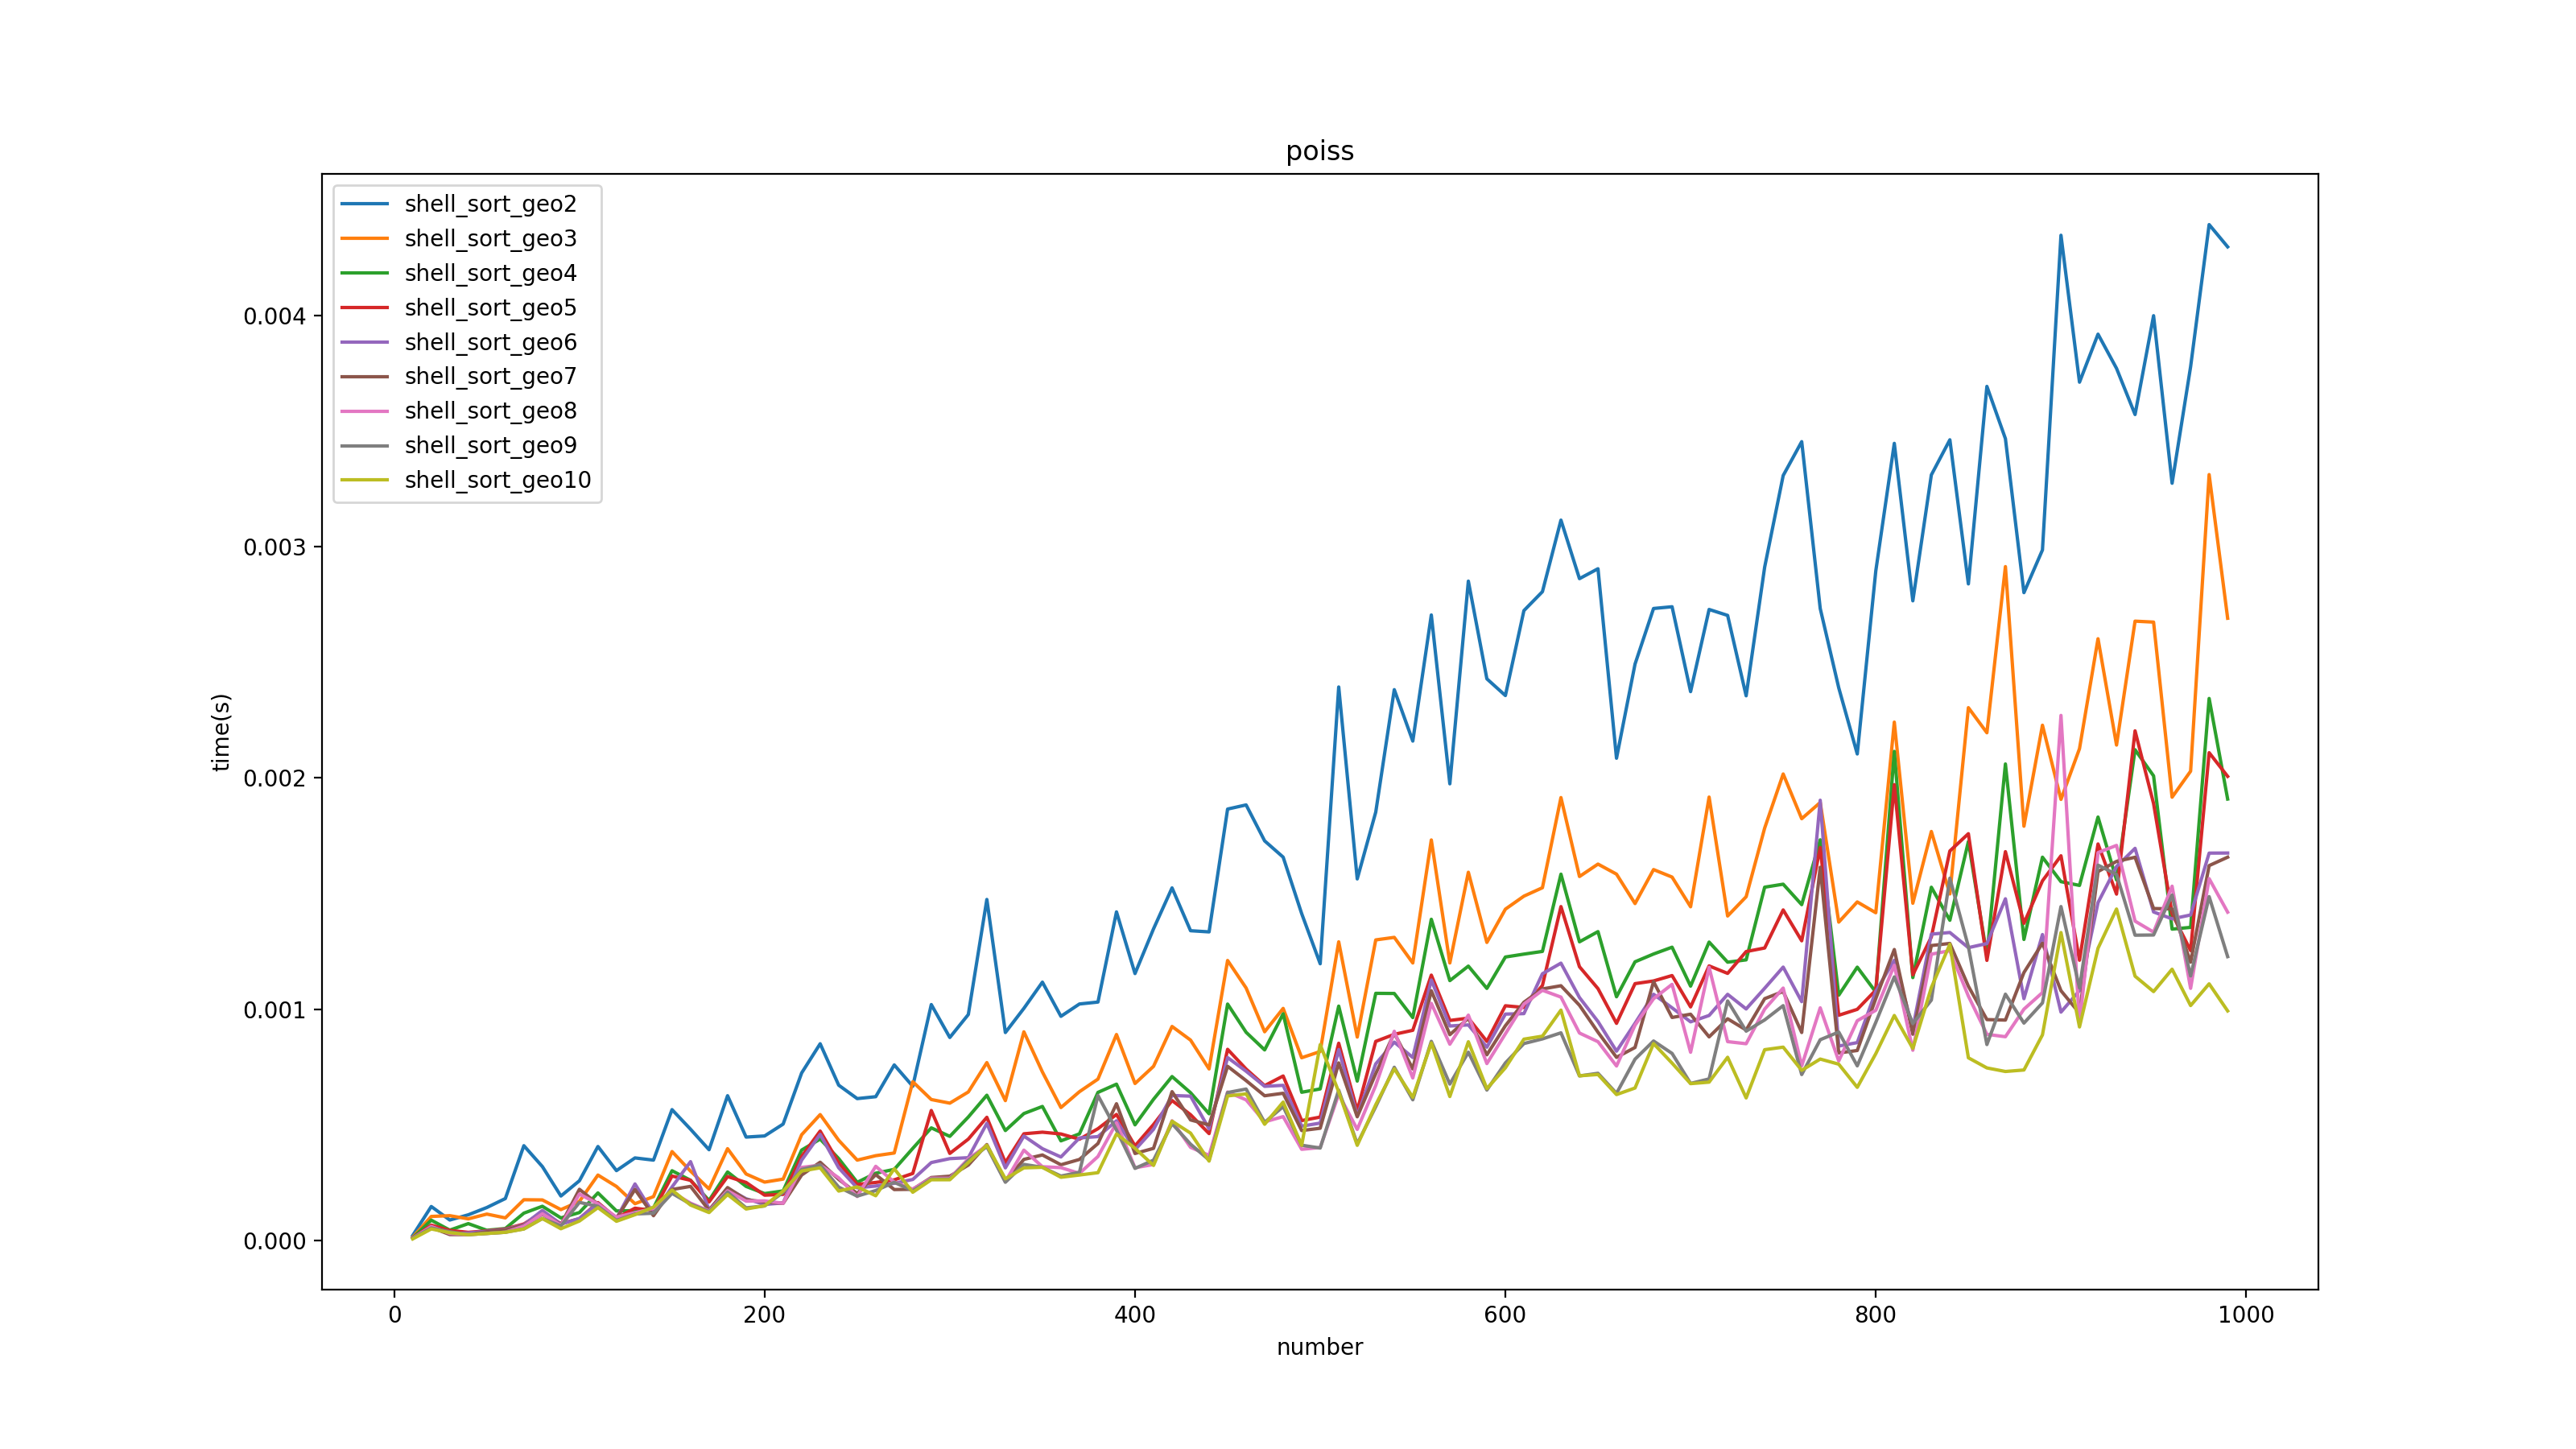 poiss
shell_sort_geo2
shell_sort_geo3
shell_sort_geo4
shell_sort_geo5
shell_sort_geo6
shell_sort_geo7
shell_sort_geo8
shell_sort_geo9
shell_sort_geo10
0.004
0.003
0.002
0.001
0.000
time(s)
0 200 400 600 800 1000
number